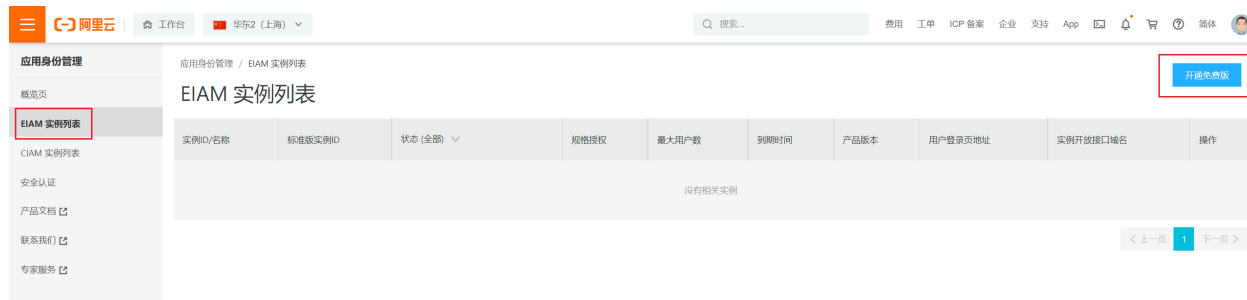 阿里云 工作台 华东2 (上海) 搜索... 费用 工单 ICP 备案 企业 支持 App 简体
应用身份管理
概览页
EIAM 实例列表
CIAM 实例列表
安全认证
产品文档
联系我们
专家服务
应用身份管理 / EIAM 实例列表
开通免费版
EIAM 实例列表
实例ID/名称 标准版实例ID 状态 (全部) 规格授权 最大用户数 到期时间 产品版本 用户登录页地址 实例开放接口域名 操作
没有相关实例
< 上一页 1 下一页 >